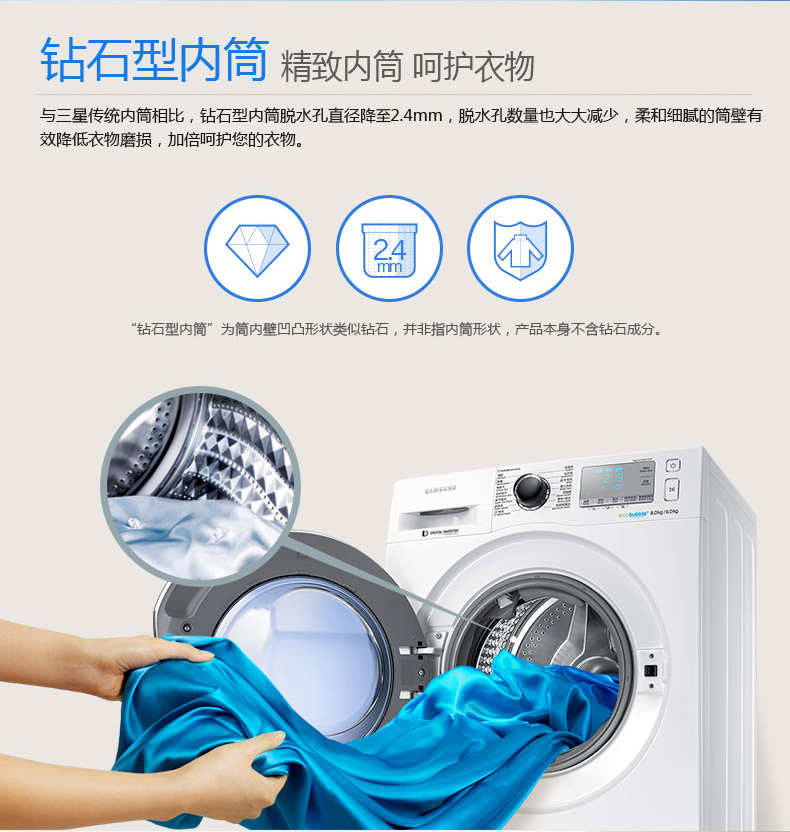 钻石型内筒 精致内筒 呵护衣物
与三星传统内筒相比，钻石型内筒脱水孔直径降至2.4mm，脱水孔数量也大大减少，柔和细腻的筒壁有
效降低衣物磨损，加倍呵护您的衣物。
2.4
mm
“钻石型内筒”为筒内壁凹凸形状类似钻石，并非指内筒形状，产品本身不含钻石成分。
SAMSUNG
DIGITAL INVERTER
ecobubble 8.0kg/6.0kg